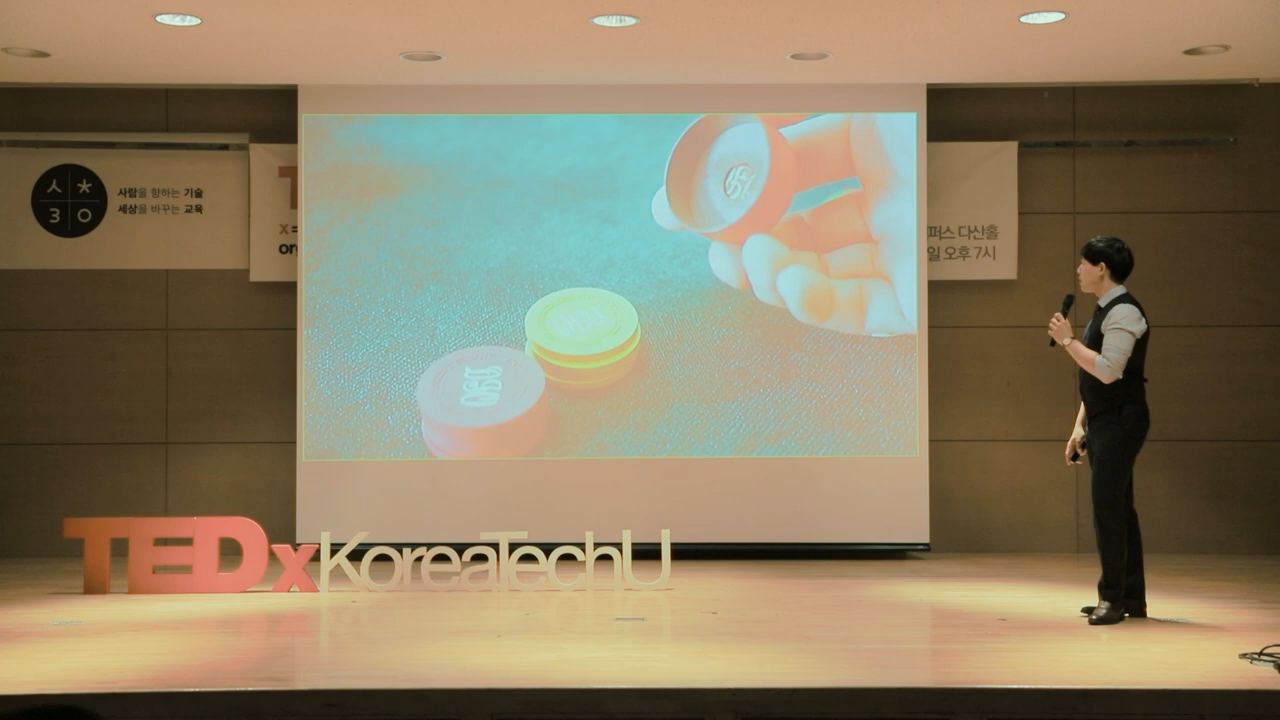 ㅅ ㅊ
3 O
사람을 향하는 기술
세상을 바꾸는 교육
T
x =
org
퍼스 다산홀
일 오후 7시
TEDxKoreaTechU